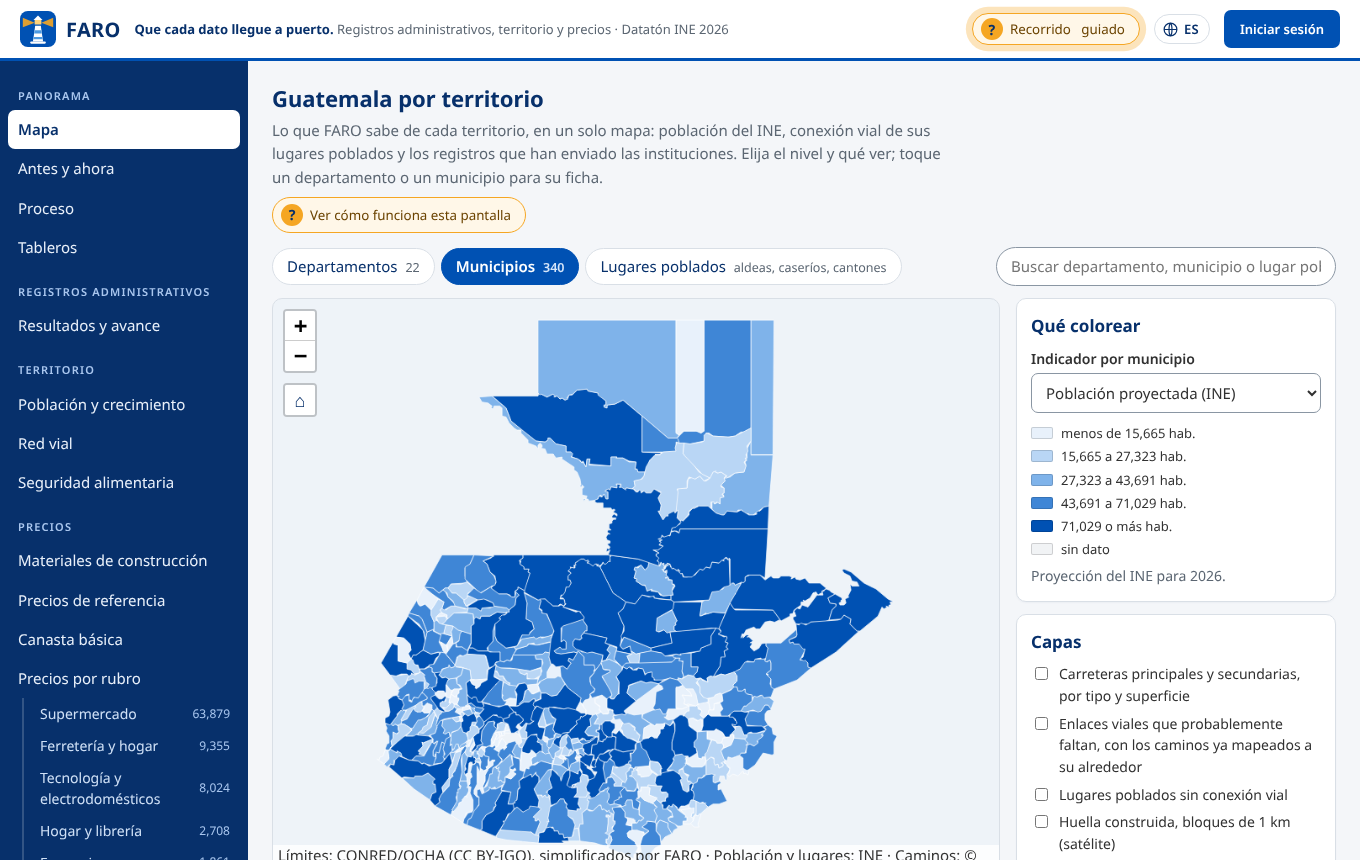 FARO
Que cada dato llegue a puerto. Registros administrativos, territorio y precios · Datatón INE 2026
? Recorrido guiado
ES
Iniciar sesión
PANORAMA
Mapa
Antes y ahora
Proceso
Tableros
REGISTROS ADMINISTRATIVOS
Resultados y avance
TERRITORIO
Población y crecimiento
Red vial
Seguridad alimentaria
PRECIOS
Materiales de construcción
Precios de referencia
Canasta básica
Precios por rubro
Supermercado 63,879
Ferretería y hogar 9,355
Tecnología y
electrodomésticos 8,024
Hogar y librería 2,708
Guatemala por territorio
Lo que FARO sabe de cada territorio, en un solo mapa: población del INE, conexión vial de sus
lugares poblados y los registros que han enviado las instituciones. Elija el nivel y qué ver; toque
un departamento o un municipio para su ficha.
? Ver cómo funciona esta pantalla
Departamentos 22
Municipios 340
Lugares poblados aldeas, caseríos, cantones
Buscar departamento, municipio o lugar pol
+
−
⌂
Límites: CONRED/OCHA (CC BY-IGO), simplificados por FARO · Población y lugares: INE · Caminos: ©
Qué colorear
Indicador por municipio
Población proyectada (INE)
menos de 15,665 hab.
15,665 a 27,323 hab.
27,323 a 43,691 hab.
43,691 a 71,029 hab.
71,029 o más hab.
sin dato
Proyección del INE para 2026.
Capas
Carreteras principales y secundarias,
por tipo y superficie
Enlaces viales que probablemente
faltan, con los caminos ya mapeados a
su alrededor
Lugares poblados sin conexión vial
Huella construida, bloques de 1 km
(satélite)